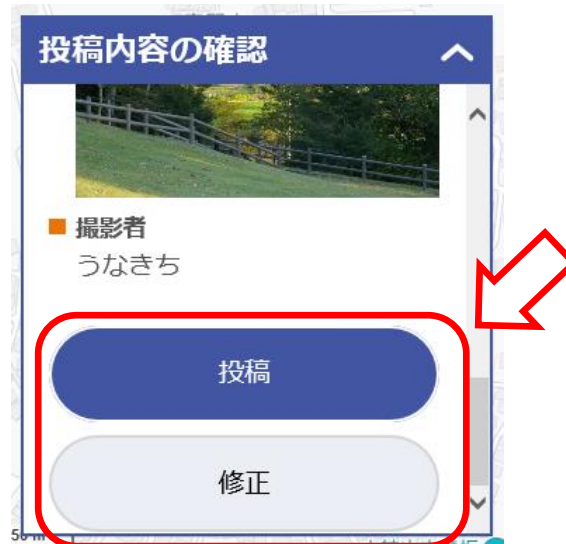 投稿内容の確認
■ 撮影者
うなきち
投稿
修正